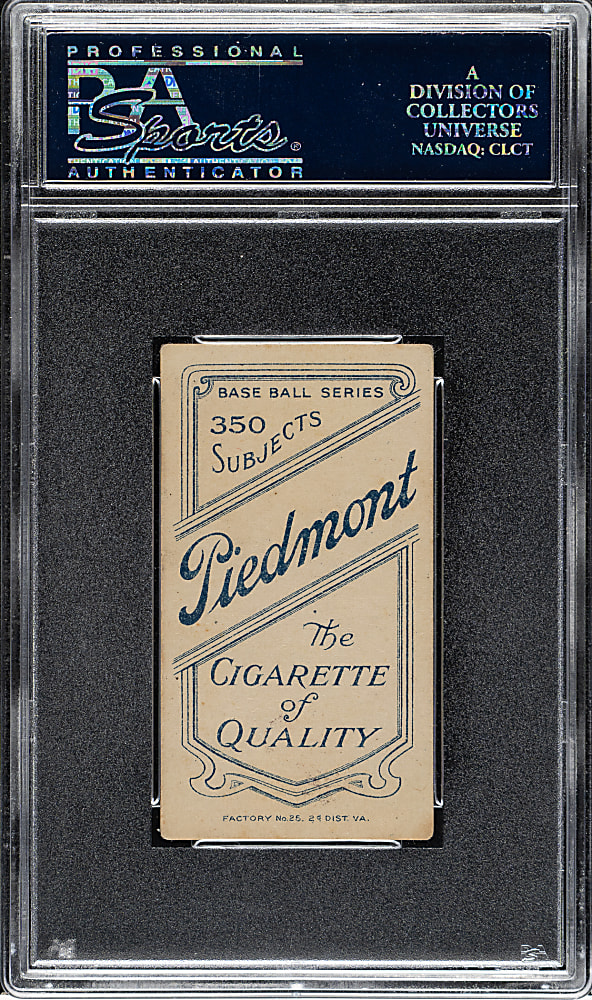 PROFESSIONAL
PSA
Sports®
AUTHENTICATOR
A
DIVISION OF
COLLECTORS
UNIVERSE
NASDAQ: CLCT
BASE BALL SERIES
350
SUBJECTS
Piedmont
The
CIGARETTE
of
QUALITY
FACTORY No.25. 2D DIST. VA.